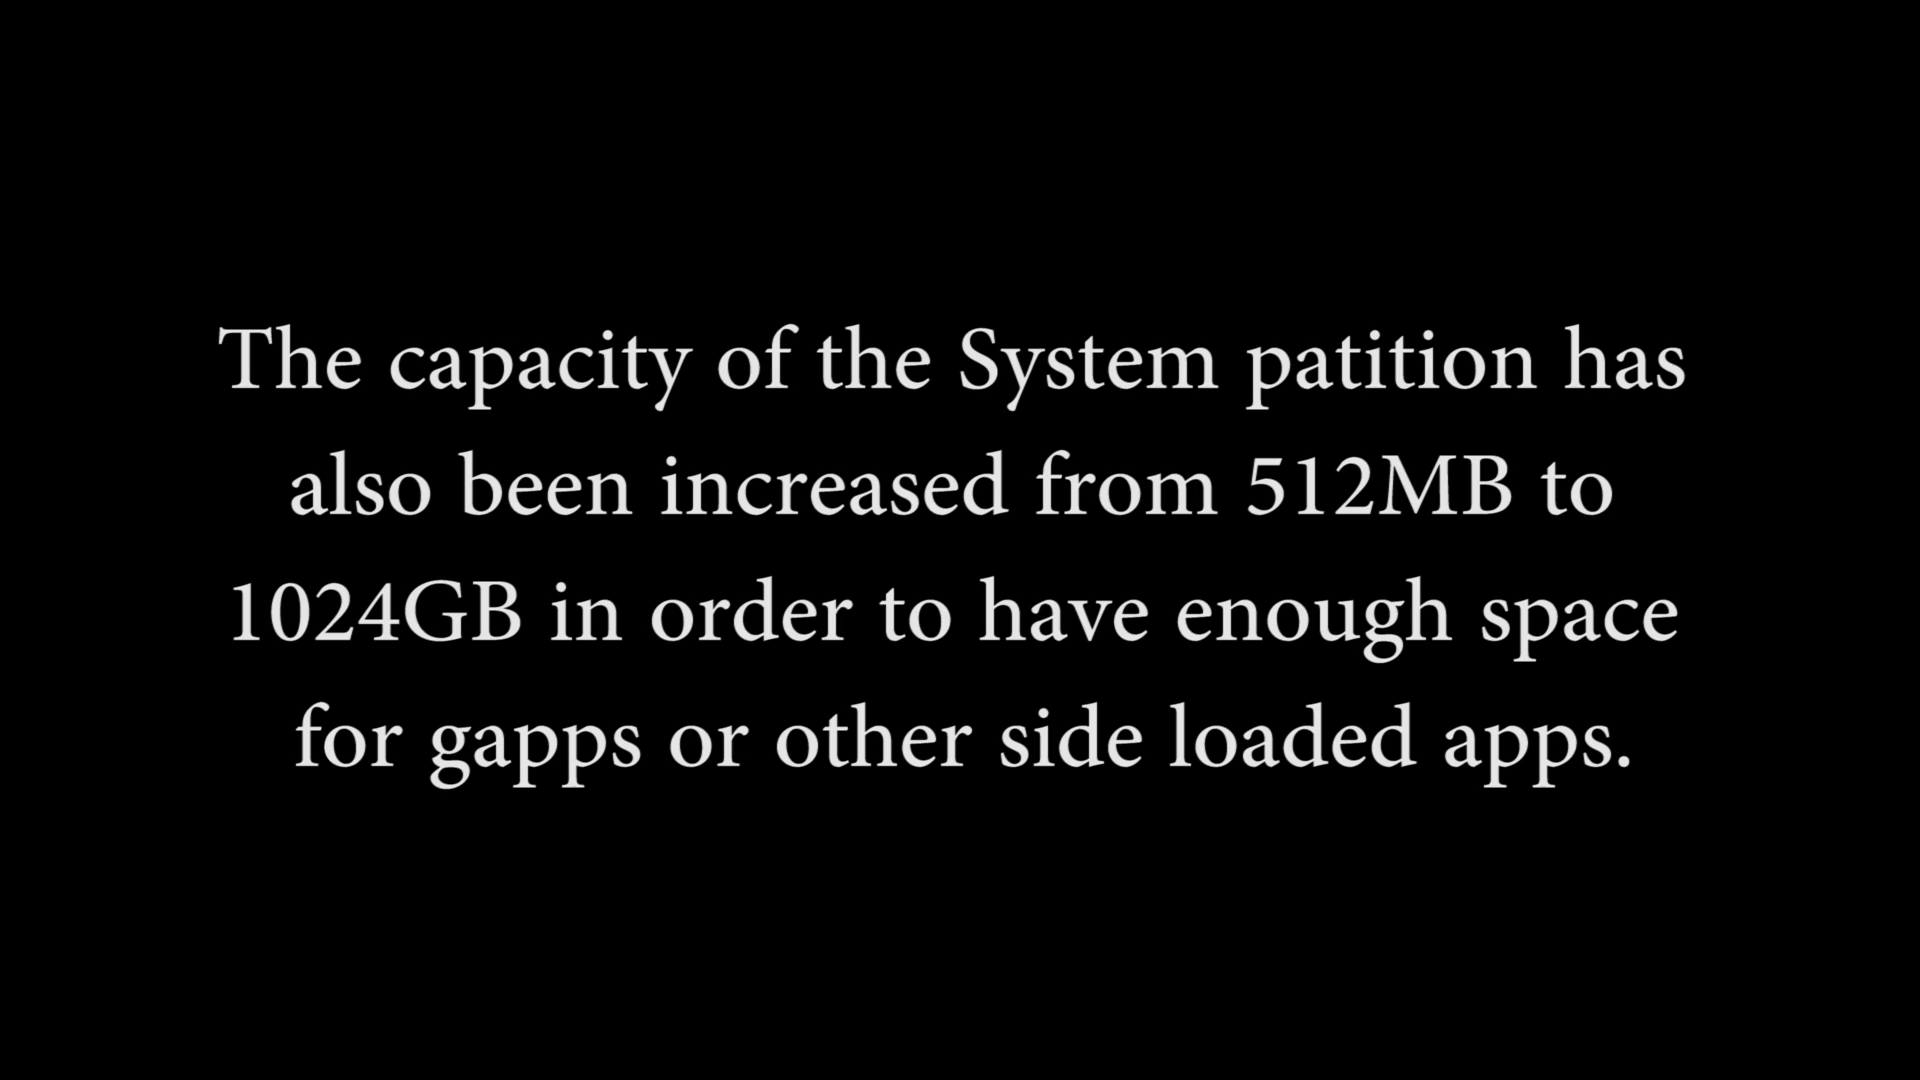 The capacity of the System patition has
also been increased from 512MB to
1024GB in order to have enough space
for gapps or other side loaded apps.